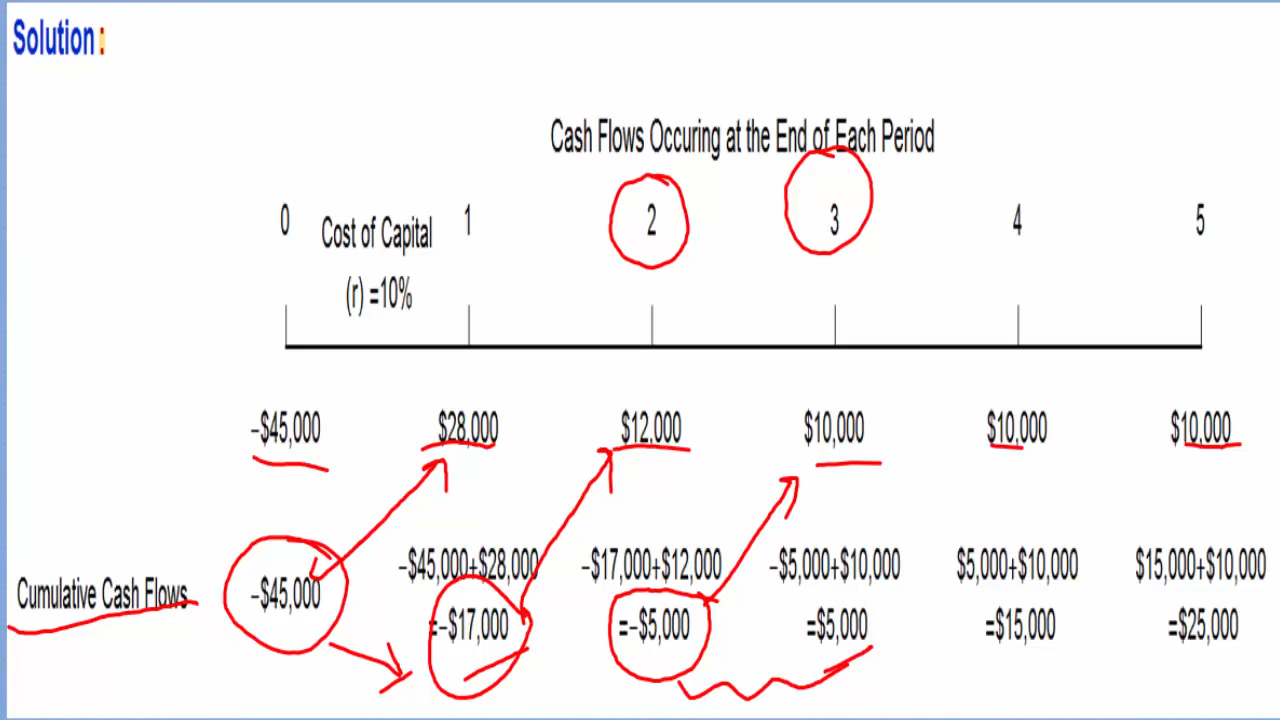 Solution :
Cash Flows Occuring at the End of Each Period
0 Cost of Capital 1 2 3 4 5
(r) =10%
–$45,000 $28,000 $12,000 $10,000 $10,000 $10,000
–$45,000+$28,000 –$17,000+$12,000 –$5,000+$10,000 $5,000+$10,000 $15,000+$10,000
Cumulative Cash Flows –$45,000
=–$17,000 =–$5,000 =$5,000 =$15,000 =$25,000